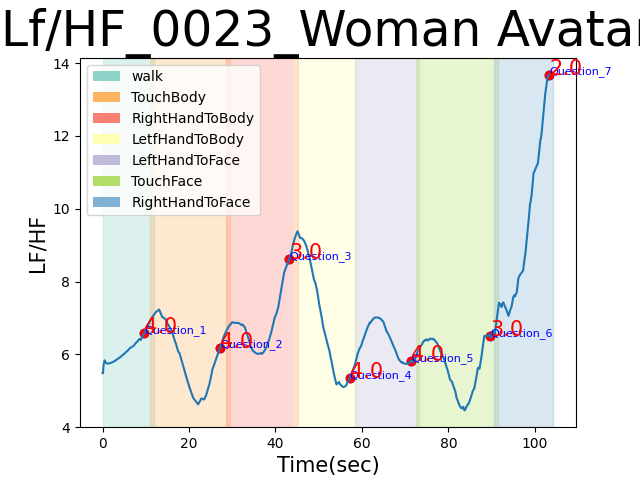 Lf/HF_0023_Woman Avatar
14
12
10
8
6
4
LF/HF
walk
TouchBody
RightHandToBody
LetfHandToBody
LeftHandToFace
TouchFace
RightHandToFace
4.0
Question_1
4.0
Question_2
3.0
Question_3
4.0
Question_4
4.0
Question_5
3.0
Question_6
2.0
Question_7
0
20
40
60
80
100
Time(sec)